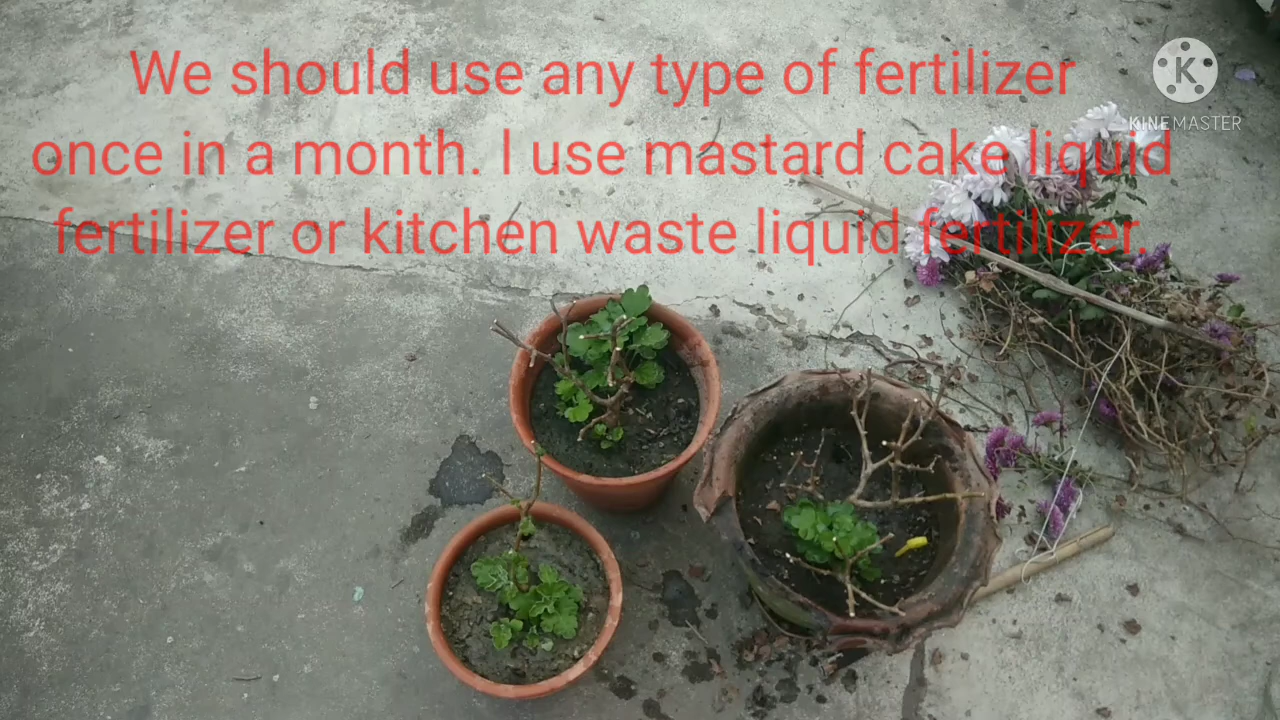 We should use any type of fertilizer
once in a month. I use mastard cake liquid
fertilizer or kitchen waste liquid fertilizer.
K
KINEMASTER